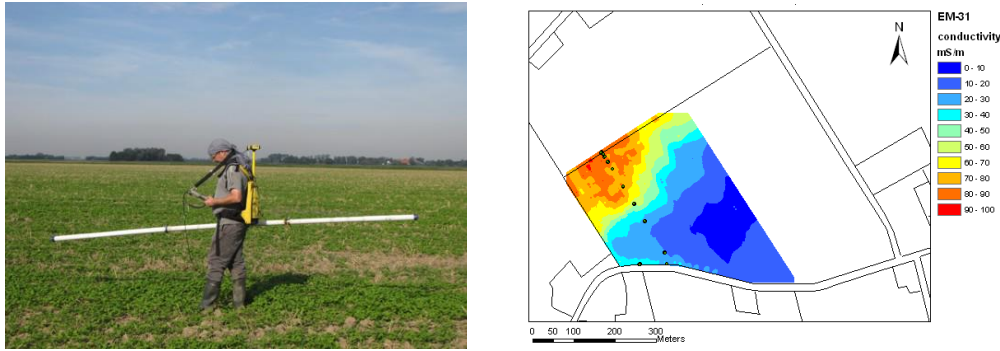 EM-31
conductivity
mS/m
N
0 - 10
10 - 20
20 - 30
30 - 40
40 - 50
50 - 60
60 - 70
70 - 80
80 - 90
90 - 100
0 50 100 200 300
Meters